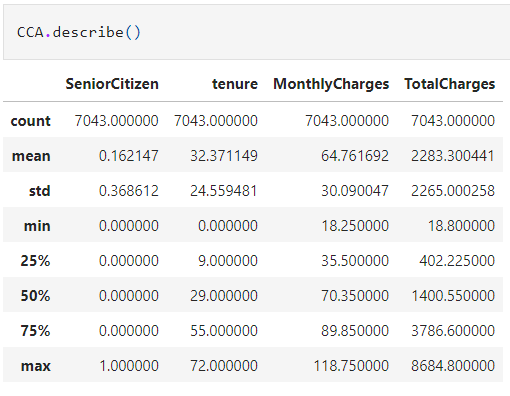 CCA.describe()
SeniorCitizen tenure MonthlyCharges TotalCharges
count 7043.000000 7043.000000 7043.000000 7043.000000
mean 0.162147 32.371149 64.761692 2283.300441
std 0.368612 24.559481 30.090047 2265.000258
min 0.000000 0.000000 18.250000 18.800000
25% 0.000000 9.000000 35.500000 402.225000
50% 0.000000 29.000000 70.350000 1400.550000
75% 0.000000 55.000000 89.850000 3786.600000
max 1.000000 72.000000 118.750000 8684.800000